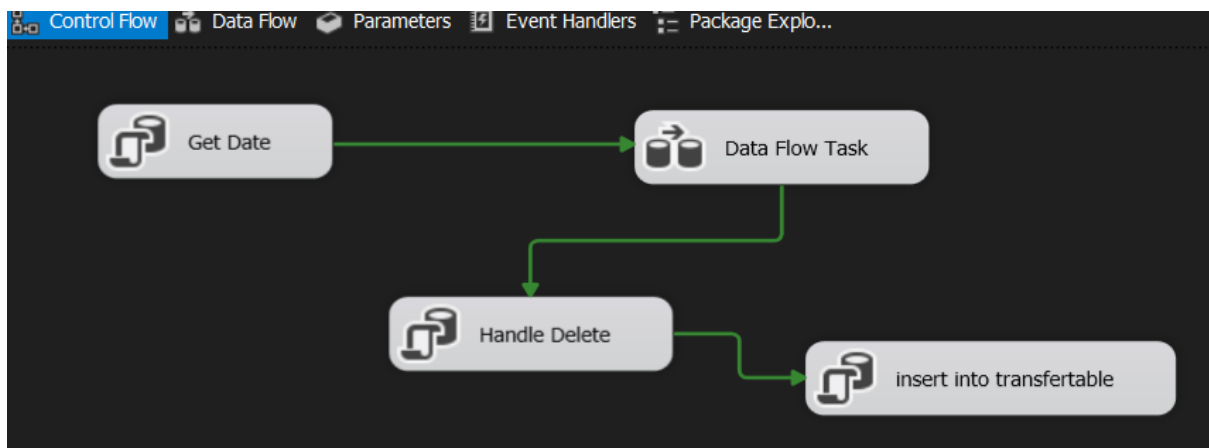 Control Flow Data Flow Parameters Event Handlers Package Explo...
Get Date
Data Flow Task
Handle Delete
insert into transfertable